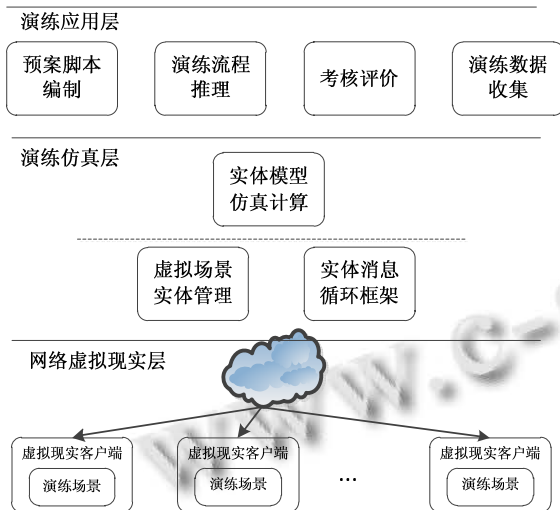 演练应用层
预案脚本
编制
演练流程
推理
考核评价
演练数据
收集
演练仿真层
实体模型
仿真计算
虚拟场景
实体管理
实体消息
循环框架
网络虚拟现实层
虚拟现实客户端
演练场景
虚拟现实客户端
演练场景
...
虚拟现实客户端
演练场景
www.c-